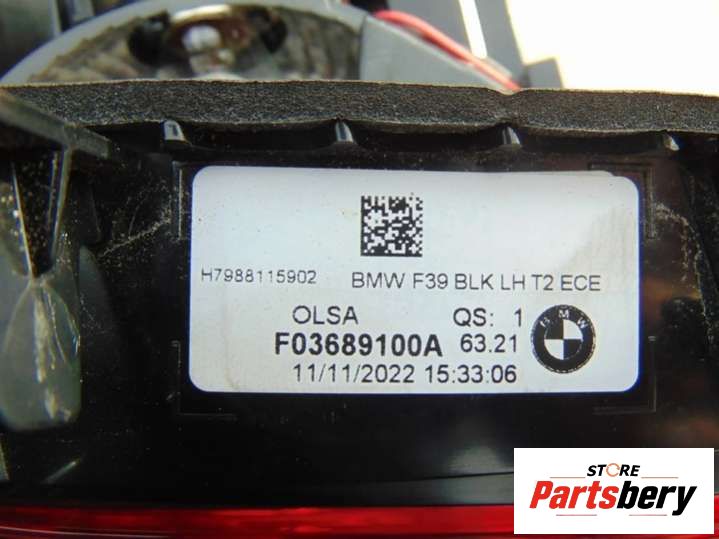 H7988115902 BMW F39 BLK LH T2 ECE
OLSA QS: 1
F03689100A 63.21
11/11/2022 15:33:06
BMW
STORE
Partsbery